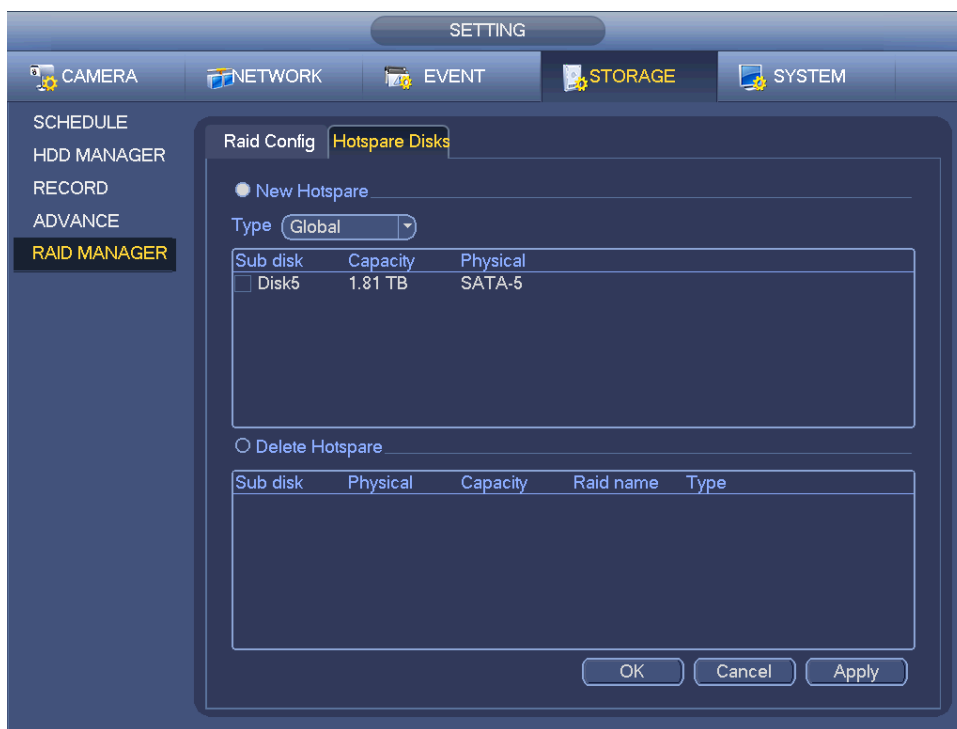 SETTING
CAMERA NETWORK EVENT STORAGE SYSTEM
SCHEDULE
HDD MANAGER
RECORD
ADVANCE
RAID MANAGER
Raid Config Hotspare Disks
New Hotspare
Type Global
Sub disk Capacity Physical
Disk5 1.81 TB SATA-5
Delete Hotspare
Sub disk Physical Capacity Raid name Type
OK Cancel Apply